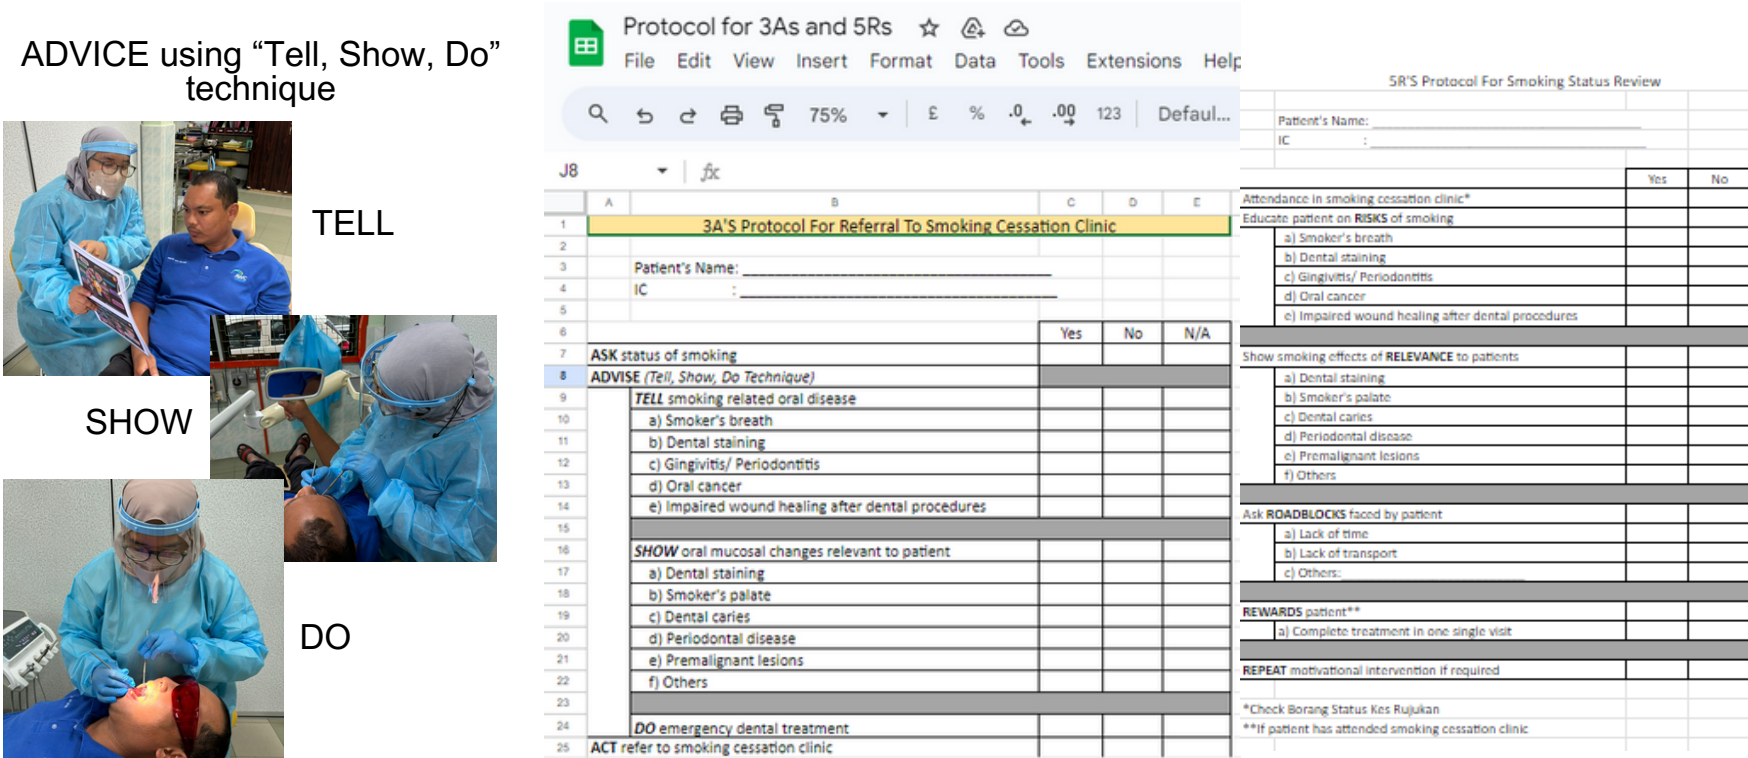 ADVICE using “Tell, Show, Do”
technique
TELL
SHOW
DO
Protocol for 3As and 5Rs
File Edit View Insert Format Data Tools Extensions Help
75% £ % .0 .00 123 Defaul...
J8 fx
A B C D E
1 3A'S Protocol For Referral To Smoking Cessation Clinic
2
3 Patient's Name: ____________________
4 IC : ____________________
5
6 Yes No N/A
7 ASK status of smoking
8 ADVISE (Tell, Show, Do Technique)
9 TELL smoking related oral disease
10 a) Smoker's breath
11 b) Dental staining
12 c) Gingivitis/ Periodontitis
13 d) Oral cancer
14 e) Impaired wound healing after dental procedures
15
16 SHOW oral mucosal changes relevant to patient
17 a) Dental staining
18 b) Smoker's palate
19 c) Dental caries
20 d) Periodontal disease
21 e) Premalignant lesions
22 f) Others
23
24 DO emergency dental treatment
25 ACT refer to smoking cessation clinic
5R'S Protocol For Smoking Status Review
Patient's Name: ____________________
IC : ____________________
Yes No
Attendance in smoking cessation clinic*
Educate patient on RISKS of smoking
a) Smoker's breath
b) Dental staining
c) Gingivitis/ Periodontitis
d) Oral cancer
e) Impaired wound healing after dental procedures
Show smoking effects of RELEVANCE to patients
a) Dental staining
b) Smoker's palate
c) Dental caries
d) Periodontal disease
e) Premalignant lesions
f) Others
Ask ROADBLOCKS faced by patient
a) Lack of time
b) Lack of transport
c) Others:____________________
REWARDS patient**
a) Complete treatment in one single visit
REPEAT motivational intervention if required
*Check Borang Status Kes Rujukan
**If patient has attended smoking cessation clinic